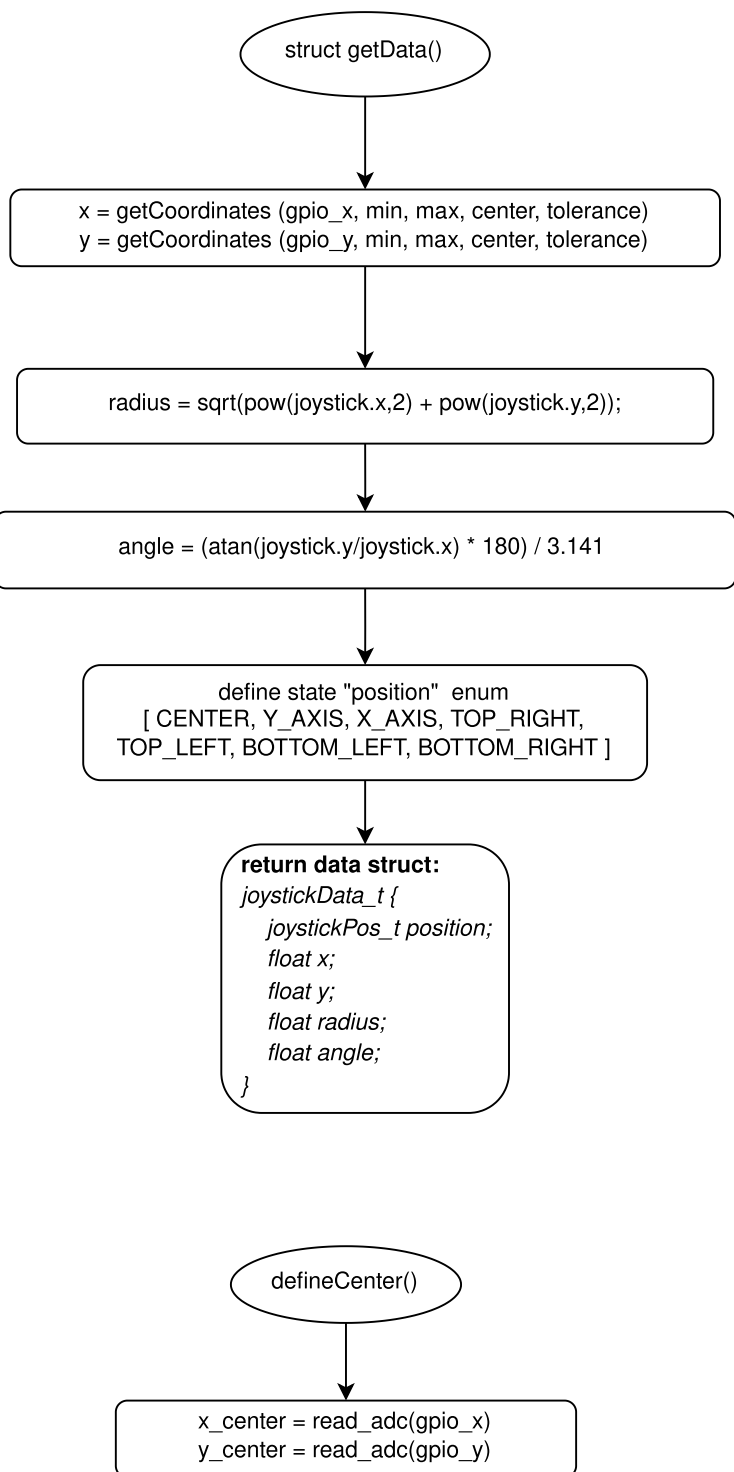 struct getData()
x = getCoordinates (gpio_x, min, max, center, tolerance)
y = getCoordinates (gpio_y, min, max, center, tolerance)
radius = sqrt(pow(joystick.x,2) + pow(joystick.y,2));
angle = (atan(joystick.y/joystick.x) * 180) / 3.141
define state "position"  enum
[ CENTER, Y_AXIS, X_AXIS, TOP_RIGHT,
TOP_LEFT, BOTTOM_LEFT, BOTTOM_RIGHT ]
return data struct:
joystickData_t {
joystickPos_t position;
float x;
float y;
float radius;
float angle;
}
defineCenter()
x_center = read_adc(gpio_x)
y_center = read_adc(gpio_y)